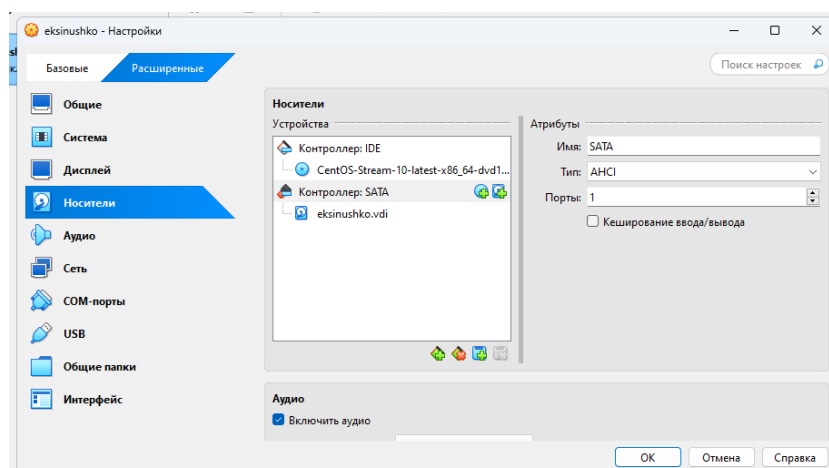 eksinushko - Настройки
Базовые Расширенные Поиск настроек
Общие
Система
Дисплей
Носители
Аудио
Сеть
COM-порты
USB
Общие папки
Интерфейс
Носители
Устройства
Контроллер: IDE
CentOS-Stream-10-latest-x86_64-dvd1...
Контроллер: SATA
eksinushko.vdi
Атрибуты
Имя: SATA
Тип: AHCI
Порты: 1
Кеширование ввода/вывода
Аудио
Включить аудио
OK Отмена Справка